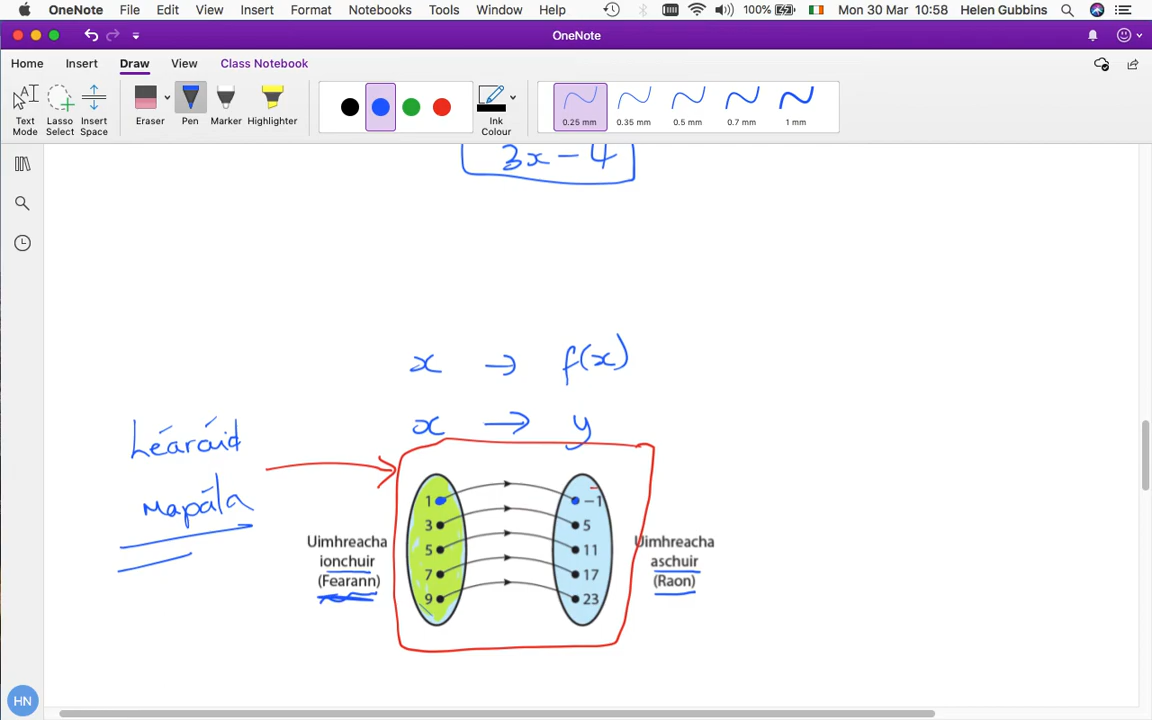 OneNote File Edit View Insert Format Notebooks Tools Window Help 100% Mon 30 Mar 10:58 Helen Gubbins
OneNote
Home Insert Draw View Class Notebook
Text Mode
Lasso Select
Insert Space
Eraser
Pen
Marker
Highlighter
Ink Colour
0.25 mm
0.35 mm
0.5 mm
0.7 mm
1 mm
3x − 4
x → f(x)
x → y
Léaráid
Mapála
Uimhreacha
ionchuir
(Fearann)
1 −1
3 5
5 11
7 17
9 23
Uimhreacha
aschuir
(Raon)
HN